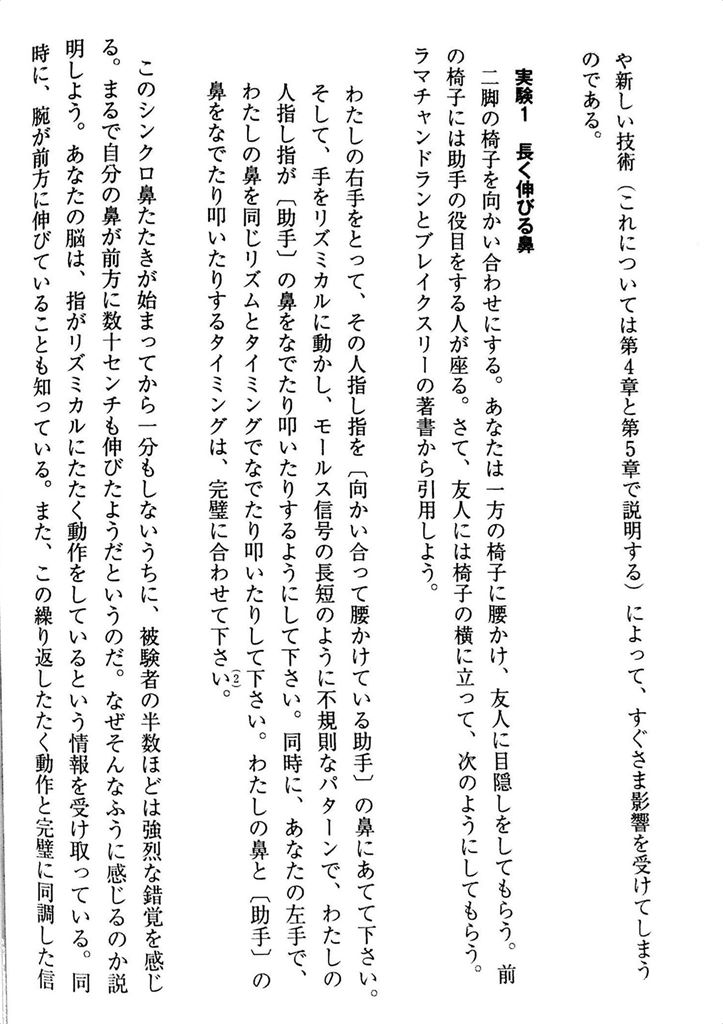 や新しい技術（これについては第4章と第5章で説明する）によって、すぐさま影響を受けてしまう
のである。
実験1　長く伸びる鼻
二脚の椅子を向かい合わせにする。あなたは一方の椅子に腰かけ、友人に目隠しをしてもらう。前
の椅子には助手の役目をする人が座る。さて、友人には椅子の横に立って、次のようにしてもらう。
ラマチャンドランとブレイクスリーの著書から引用しよう。
わたしの右手をとって、その人指し指を〔向かい合って腰かけている助手〕の鼻にあてて下さい。
そして、手をリズミカルに動かし、モールス信号の長短のように不規則なパターンで、わたしの
人指し指が〔助手〕の鼻をなでたり叩いたりするようにして下さい。同時に、あなたの左手で、
わたしの鼻を同じリズムとタイミングでなでたり叩いたりして下さい。わたしの鼻と〔助手〕の
鼻をなでたり叩いたりするタイミングは、完璧に合わせて下さい。(2)
このシンクロ鼻たたきが始まってから一分もしないうちに、被験者の半数ほどは強烈な錯覚を感じ
る。まるで自分の鼻が前方に数十センチも伸びたようだというのだ。なぜそんなふうに感じるのか説
明しよう。あなたの脳は、指がリズミカルにたたく動作をしているという情報を受け取っている。同
時に、腕が前方に伸びていることも知っている。また、この繰り返したたく動作と完璧に同調した信